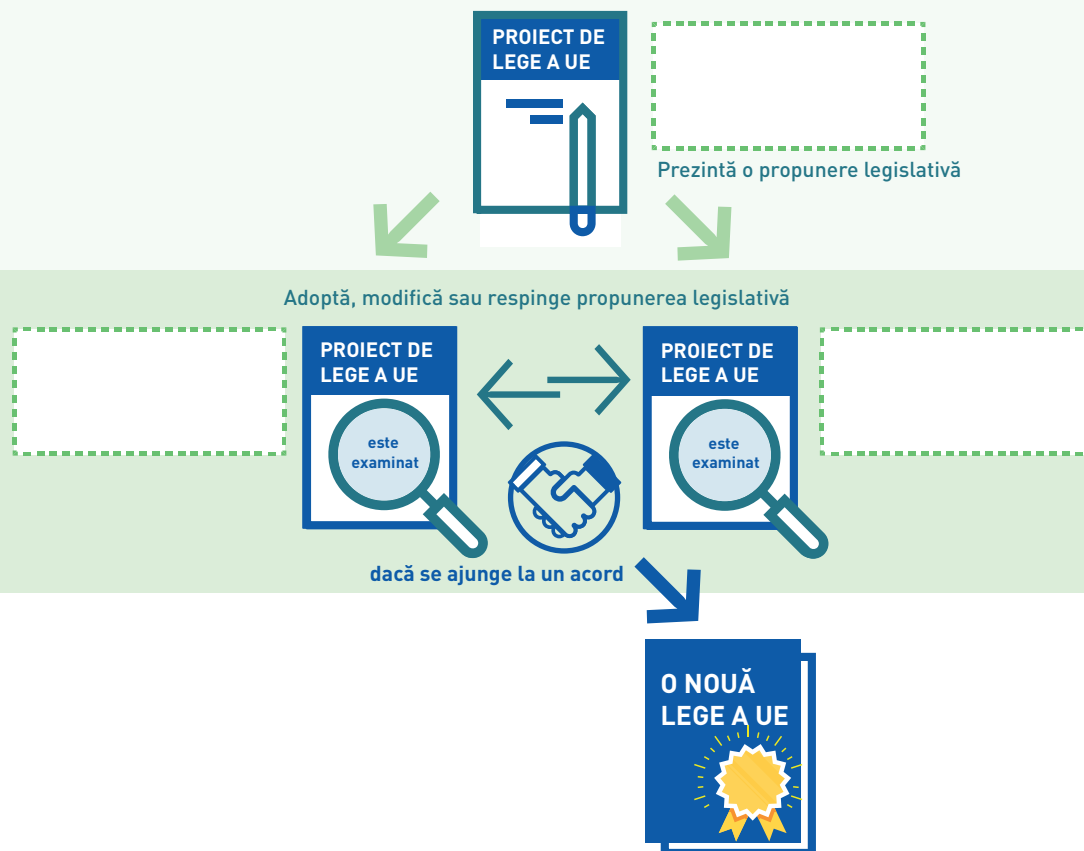 PROIECT DE
LEGE A UE
Prezintă o propunere legislativă
Adoptă, modifică sau respinge propunerea legislativă
PROIECT DE
LEGE A UE
este
examinat
PROIECT DE
LEGE A UE
este
examinat
dacă se ajunge la un acord
O NOUĂ
LEGE A UE